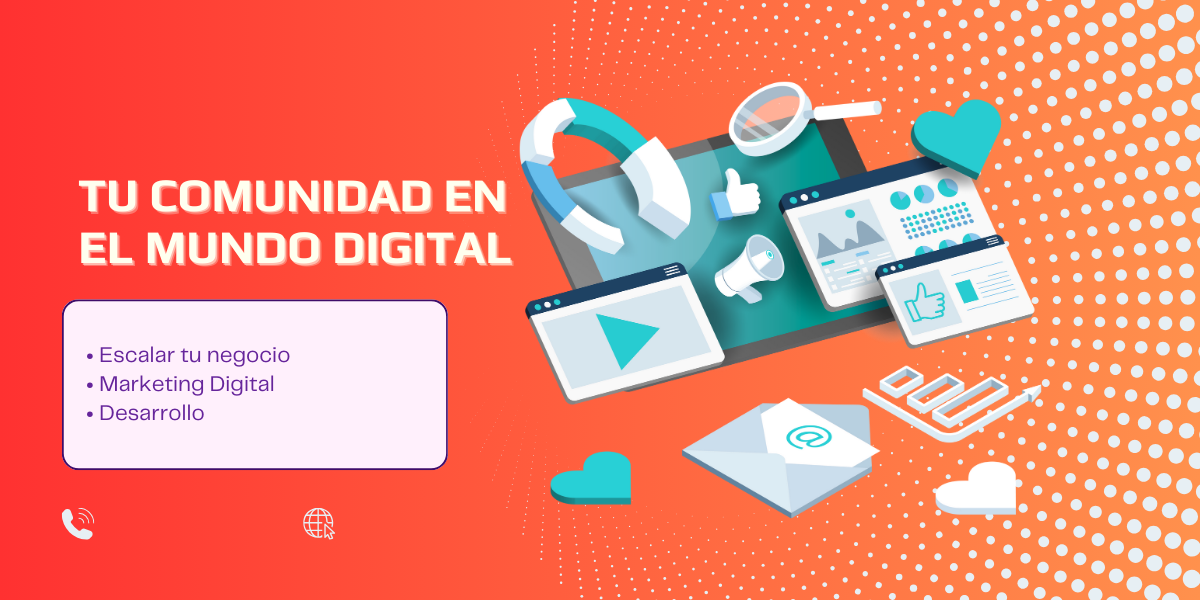 TU COMUNIDAD EN
EL MUNDO DIGITAL
• Escalar tu negocio
• Marketing Digital
• Desarrollo
@